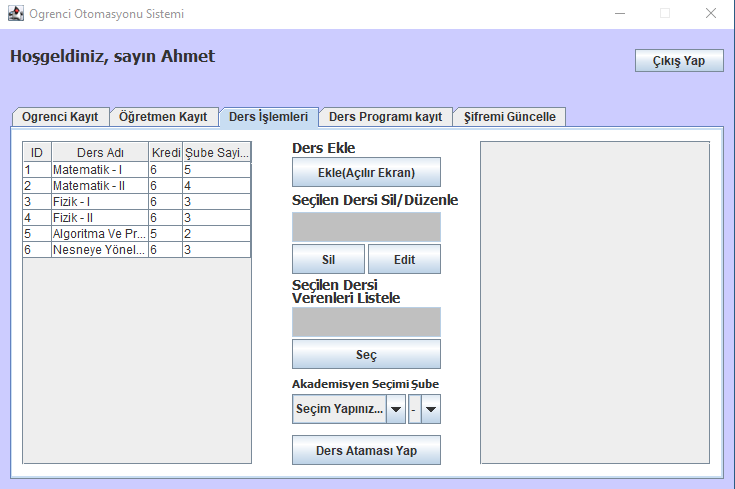 Ogrenci Otomasyonu Sistemi
Hoşgeldiniz, sayın Ahmet
Çıkış Yap
Ogrenci Kayıt Öğretmen Kayıt Ders İşlemleri Ders Programı kayıt Şifremi Güncelle
ID Ders Adı Kredi Şube Sayi...
1 Matematik - I 6 5
2 Matematik - II 6 4
3 Fizik - I 6 3
4 Fizik - II 6 3
5 Algoritma Ve Pr... 5 2
6 Nesneye Yönel... 6 3
Ders Ekle
Ekle(Açılır Ekran)
Seçilen Dersi Sil/Düzenle
Sil Edit
Seçilen Dersi
Verenleri Listele
Seç
Akademisyen Seçimi Şube
Seçim Yapınız... -
Ders Ataması Yap